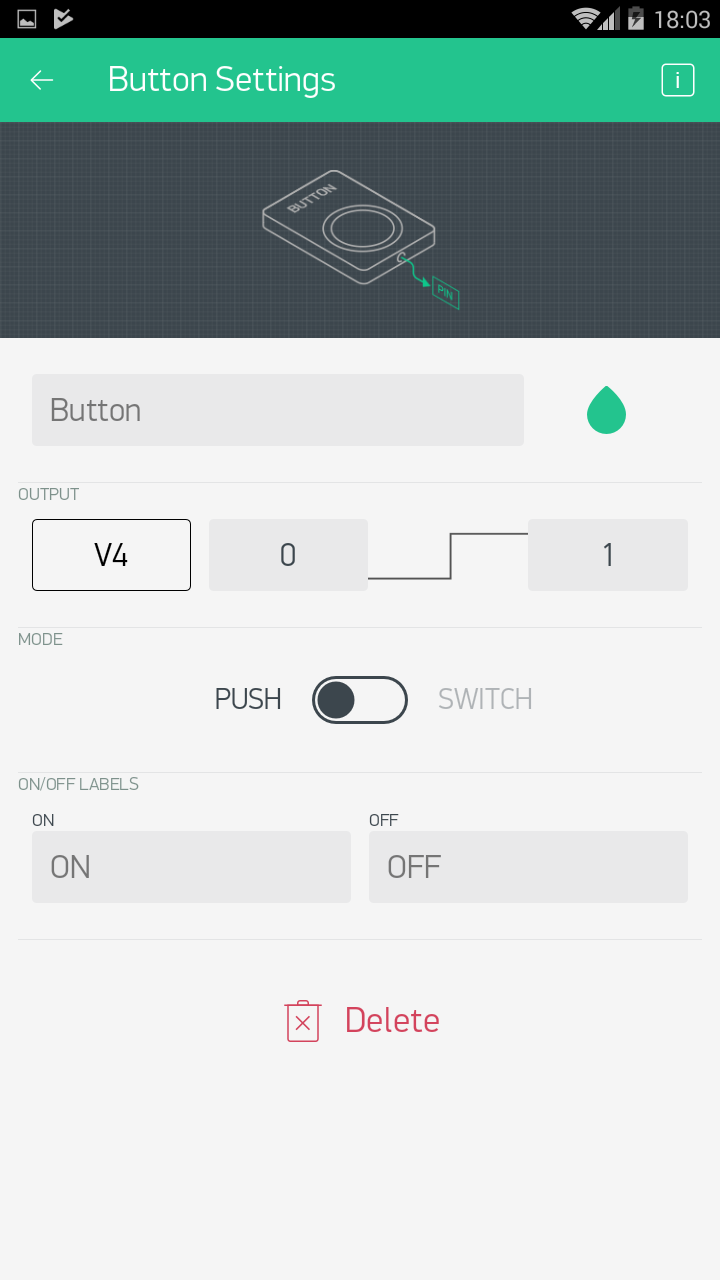 18:03
Button Settings
i
BUTTON
PIN
Button
OUTPUT
V4 0 1
MODE
PUSH SWITCH
ON/OFF LABELS
ON OFF
ON OFF
Delete